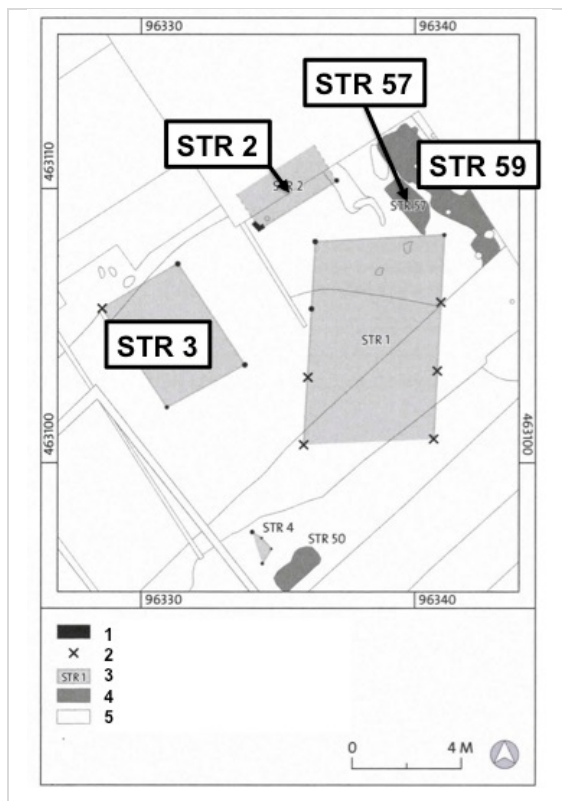 96330 96340
STR 57
STR 2
STR 59
463110
STR 2
STR 57
STR 3
STR 1
463100
463100
STR 4
STR 50
96330 96340
1
2
STR 1 3
4
5
0 4 M